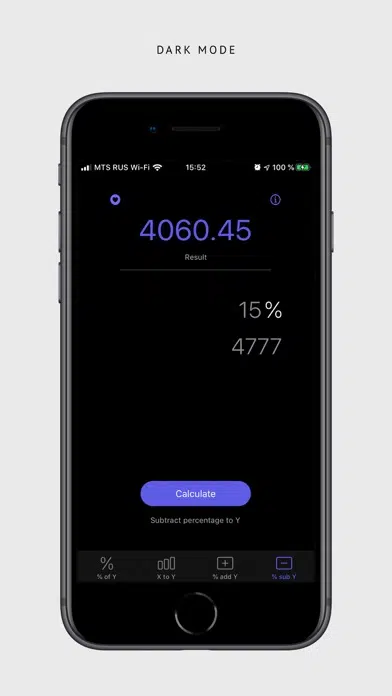 DARK MODE
MTS RUS Wi-Fi 15:52 100 %
4060.45
Result
15%
4777
Calculate
Subtract percentage to Y
% of Y X to Y % add Y % sub Y